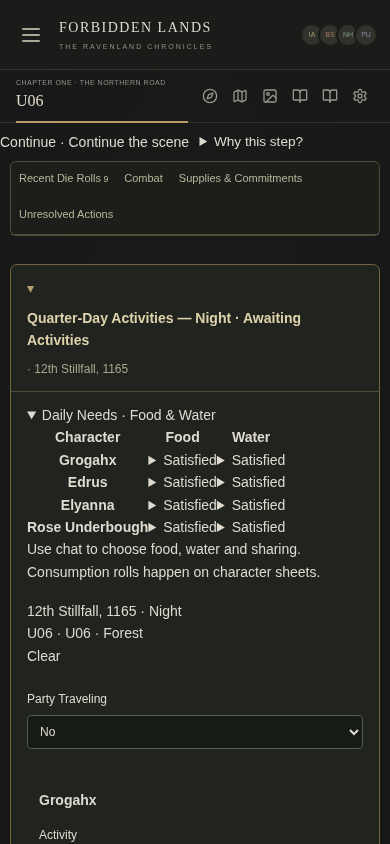 FORBIDDEN LANDS
THE RAVENLAND CHRONICLES
IA BS NH PU
CHAPTER ONE · THE NORTHERN ROAD
U06
Continue · Continue the scene ▶ Why this step?
Recent Die Rolls 9 Combat Supplies & Commitments
Unresolved Actions
▼
Quarter-Day Activities — Night · Awaiting
Activities
· 12th Stillfall, 1165
▼ Daily Needs · Food & Water
Character Food Water
Grogahx ▶ Satisfied ▶ Satisfied
Edrus ▶ Satisfied ▶ Satisfied
Elyanna ▶ Satisfied ▶ Satisfied
Rose Underbough ▶ Satisfied ▶ Satisfied
Use chat to choose food, water and sharing.
Consumption rolls happen on character sheets.
12th Stillfall, 1165 · Night
U06 · U06 · Forest
Clear
Party Traveling
No
Grogahx
Activity